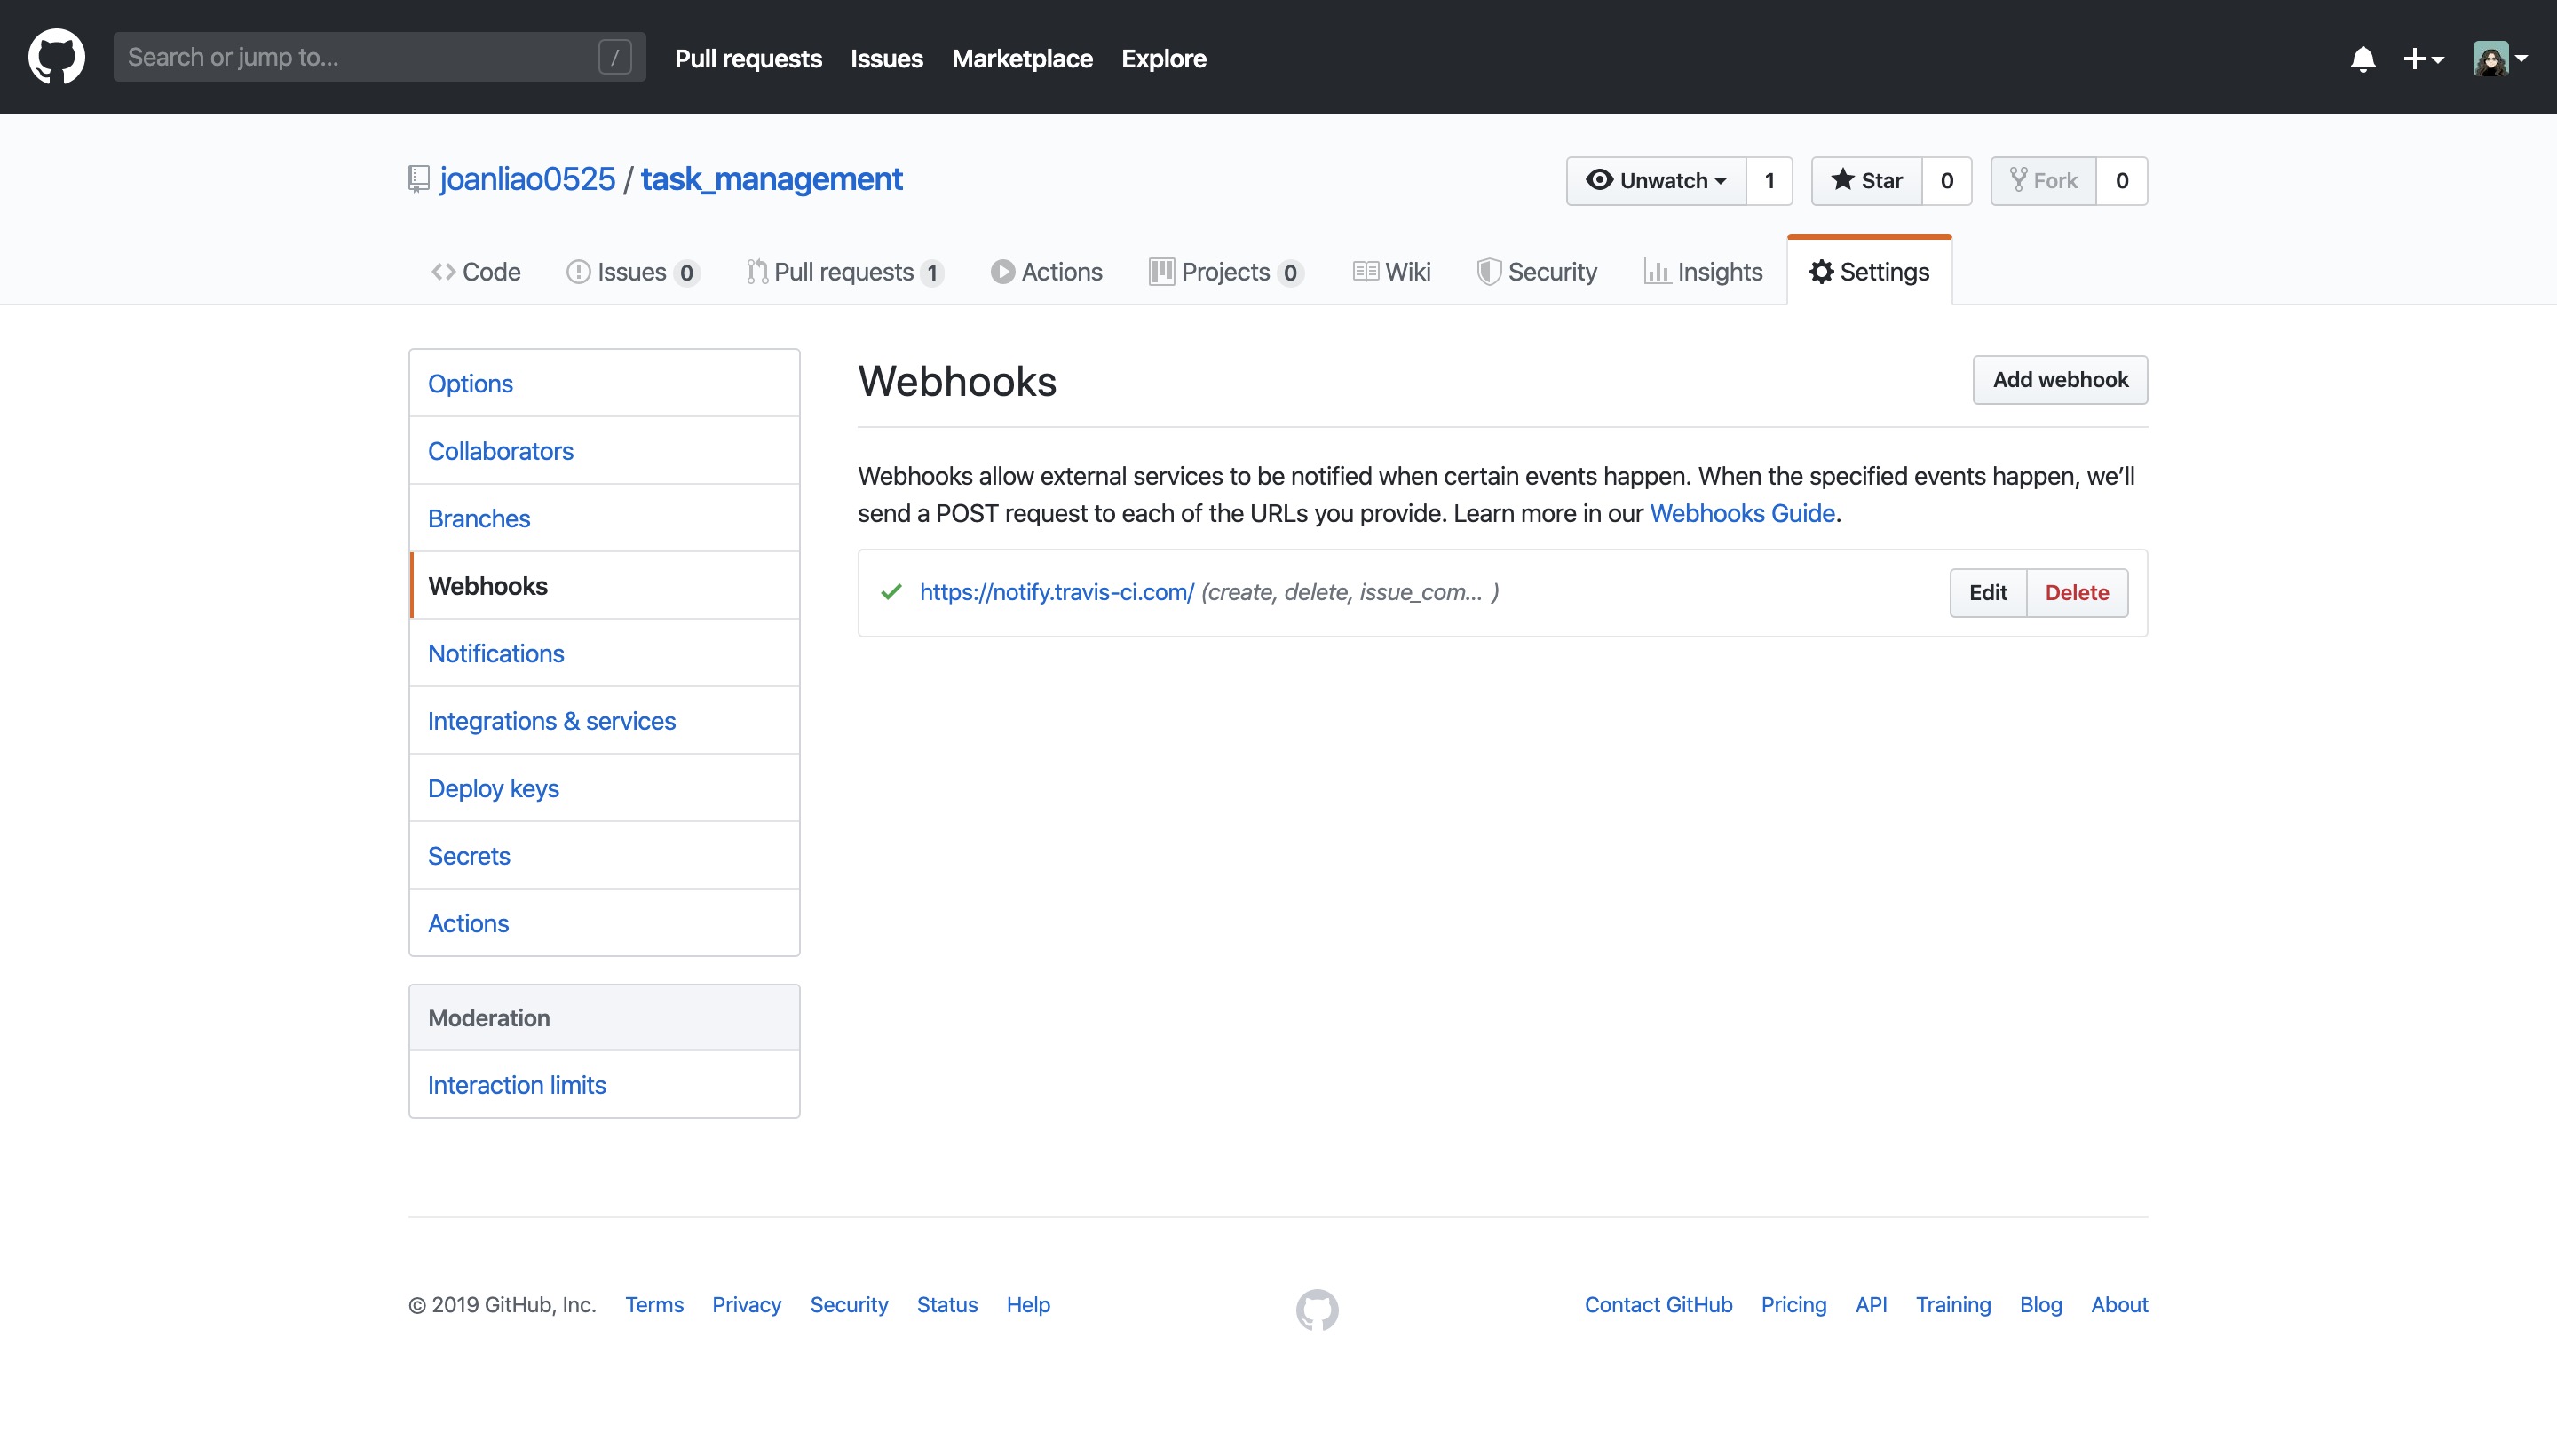 Search or jump to... /
Pull requests Issues Marketplace Explore
joanliao0525 / task_management
Unwatch 1 Star 0 Fork 0
Code Issues 0 Pull requests 1 Actions Projects 0 Wiki Security Insights Settings
Options
Collaborators
Branches
Webhooks
Notifications
Integrations & services
Deploy keys
Secrets
Actions
Moderation
Interaction limits
Webhooks
Add webhook
Webhooks allow external services to be notified when certain events happen. When the specified events happen, we’ll
send a POST request to each of the URLs you provide. Learn more in our Webhooks Guide.
https://notify.travis-ci.com/ (create, delete, issue_com... )
Edit Delete
© 2019 GitHub, Inc. Terms Privacy Security Status Help
Contact GitHub Pricing API Training Blog About